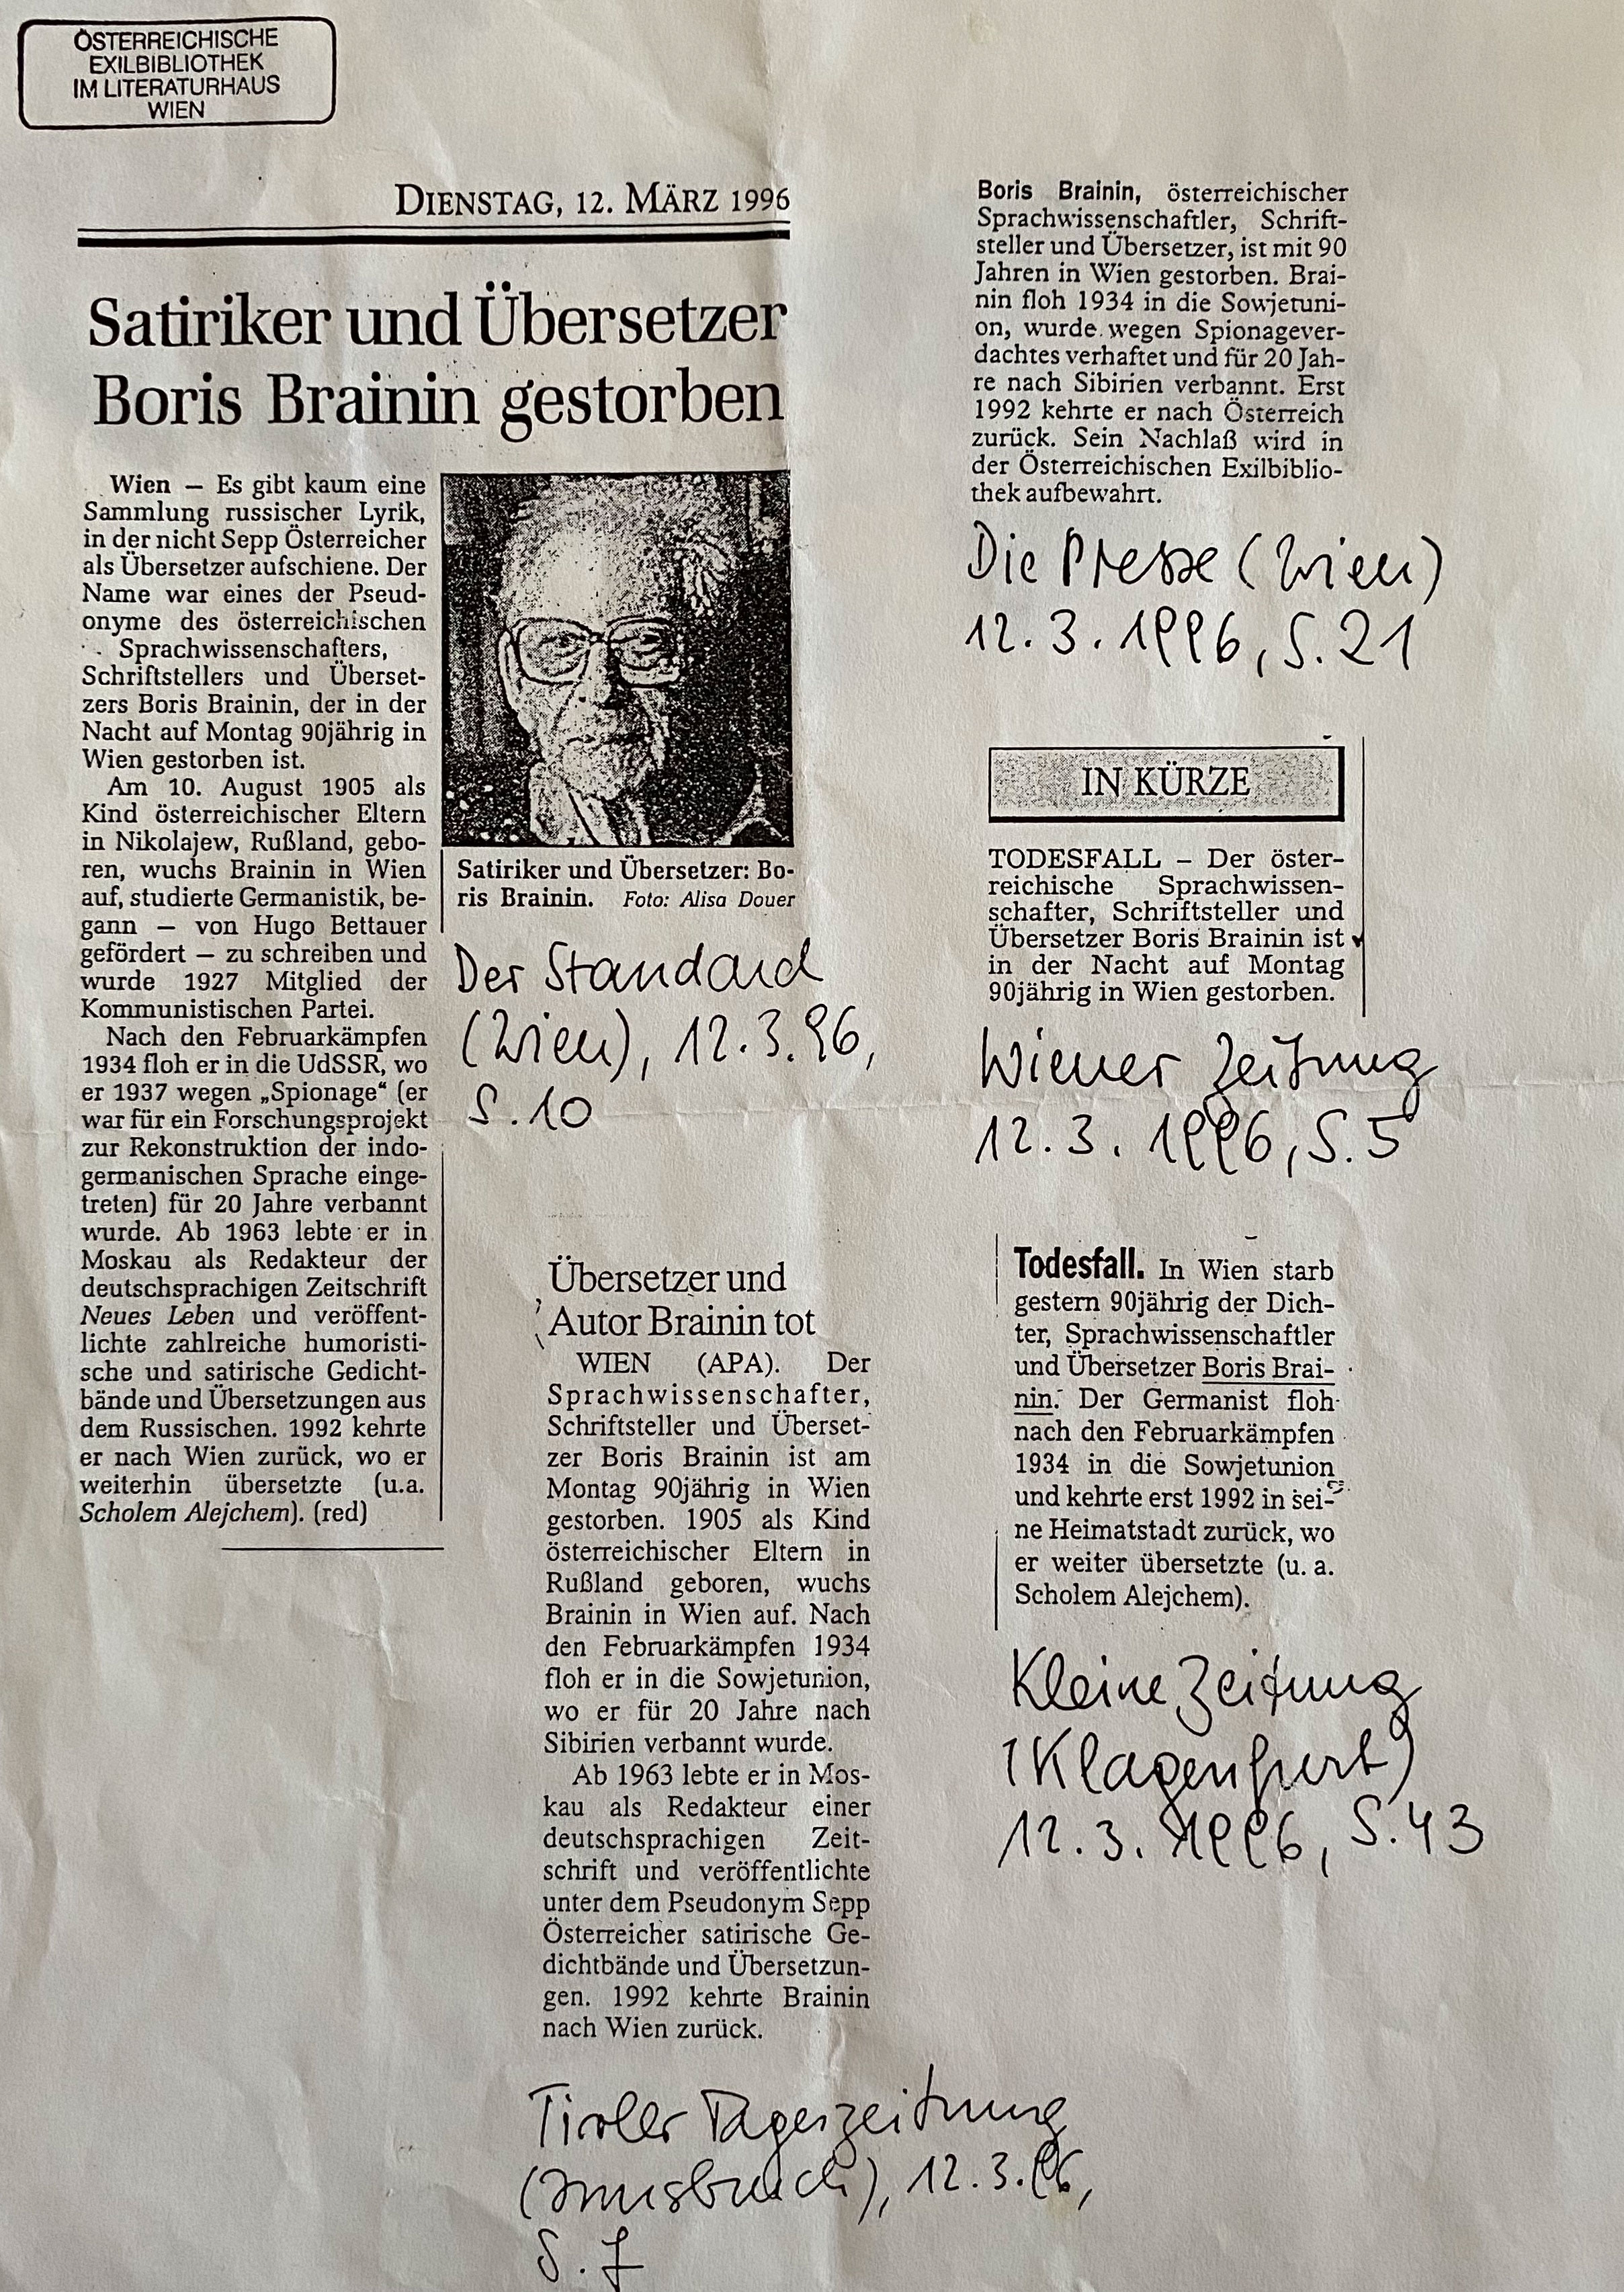 ÖSTERREICHISCHE
EXILBIBLIOTHEK
IM LITERATURHAUS
WIEN
DIENSTAG, 12. MÄRZ 1996
Satiriker und Übersetzer
Boris Brainin gestorben
Wien – Es gibt kaum eine
Sammlung russischer Lyrik,
in der nicht Sepp Österreicher
als Übersetzer aufschiene. Der
Name war eines der Pseud-
onyme des österreichischen
Sprachwissenschafters,
Schriftstellers und Überset-
zers Boris Brainin, der in der
Nacht auf Montag 90jährig in
Wien gestorben ist.
Am 10. August 1905 als
Kind österreichischer Eltern
in Nikolajew, Rußland, gebo-
ren, wuchs Brainin in Wien
auf, studierte Germanistik, be-
gann – von Hugo Bettauer
gefördert – zu schreiben und
wurde 1927 Mitglied der
Kommunistischen Partei.
Nach den Februarkämpfen
1934 floh er in die UdSSR, wo
er 1937 wegen „Spionage“ (er
war für ein Forschungsprojekt
zur Rekonstruktion der indo-
germanischen Sprache einge-
treten) für 20 Jahre verbannt
wurde. Ab 1963 lebte er in
Moskau als Redakteur der
deutschsprachigen Zeitschrift
Neues Leben und veröffent-
lichte zahlreiche humoristi-
sche und satirische Gedicht-
bände und Übersetzungen aus
dem Russischen. 1992 kehrte
er nach Wien zurück, wo er
weiterhin übersetzte (u.a.
Scholem Alejchem). (red)
Satiriker und Übersetzer: Bo-
ris Brainin. Foto: Alisa Douer
Der Standard
(Wien), 12.3.96,
S. 10
Übersetzer und
Autor Brainin tot
WIEN (APA). Der
Sprachwissenschafter,
Schriftsteller und Überset-
zer Boris Brainin ist am
Montag 90jährig in Wien
gestorben. 1905 als Kind
österreichischer Eltern in
Rußland geboren, wuchs
Brainin in Wien auf. Nach
den Februarkämpfen 1934
floh er in die Sowjetunion,
wo er für 20 Jahre nach
Sibirien verbannt wurde.
Ab 1963 lebte er in Mos-
kau als Redakteur einer
deutschsprachigen Zeit-
schrift und veröffentlichte
unter dem Pseudonym Sepp
Österreicher satirische Ge-
dichtbände und Übersetzun-
gen. 1992 kehrte Brainin
nach Wien zurück.
Tiroler Tageszeitung
(Innsbruck), 12.3.96,
S. 7
Boris Brainin, österreichischer
Sprachwissenschaftler, Schrift-
steller und Übersetzer, ist mit 90
Jahren in Wien gestorben. Brai-
nin floh 1934 in die Sowjetuni-
on, wurde wegen Spionagever-
dachtes verhaftet und für 20 Jah-
re nach Sibirien verbannt. Erst
1992 kehrte er nach Österreich
zurück. Sein Nachlaß wird in
der Österreichischen Exilbiblio-
thek aufbewahrt.
Die Presse (Wien)
12.3.1996, S. 21
IN KÜRZE
TODESFALL – Der öster-
reichische Sprachwissen-
schafter, Schriftsteller und
Übersetzer Boris Brainin ist
in der Nacht auf Montag
90jährig in Wien gestorben.
Wiener Zeitung
12.3.1996, S. 5
Todesfall. In Wien starb
gestern 90jährig der Dich-
ter, Sprachwissenschaftler
und Übersetzer Boris Brai-
nin. Der Germanist floh
nach den Februarkämpfen
1934 in die Sowjetunion
und kehrte erst 1992 in sei-
ne Heimatstadt zurück, wo
er weiter übersetzte (u. a.
Scholem Alejchem).
Kleine Zeitung
(Klagenfurt)
12.3.1996, S. 43